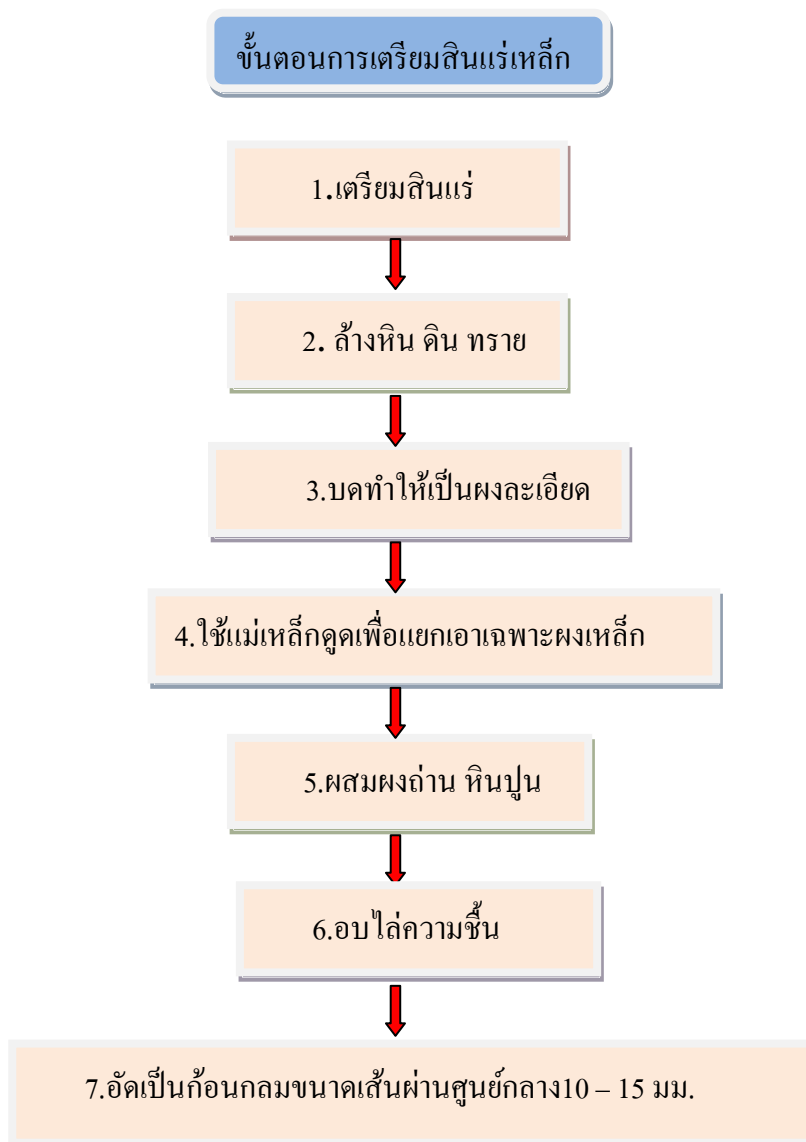 ขั้นตอนการเตรียมสินแร่เหล็ก
1.เตรียมสินแร่
2. ล้างหิน ดิน ทราย
3.บดทำให้เป็นผงละเอียด
4.ใช้แม่เหล็กดูดเพื่อแยกเอาเฉพาะผงเหล็ก
5.ผสมผงถ่าน หินปูน
6.อบไล่ความชื้น
7.อัดเป็นก้อนกลมขนาดเส้นผ่านศูนย์กลาง10 – 15 มม.